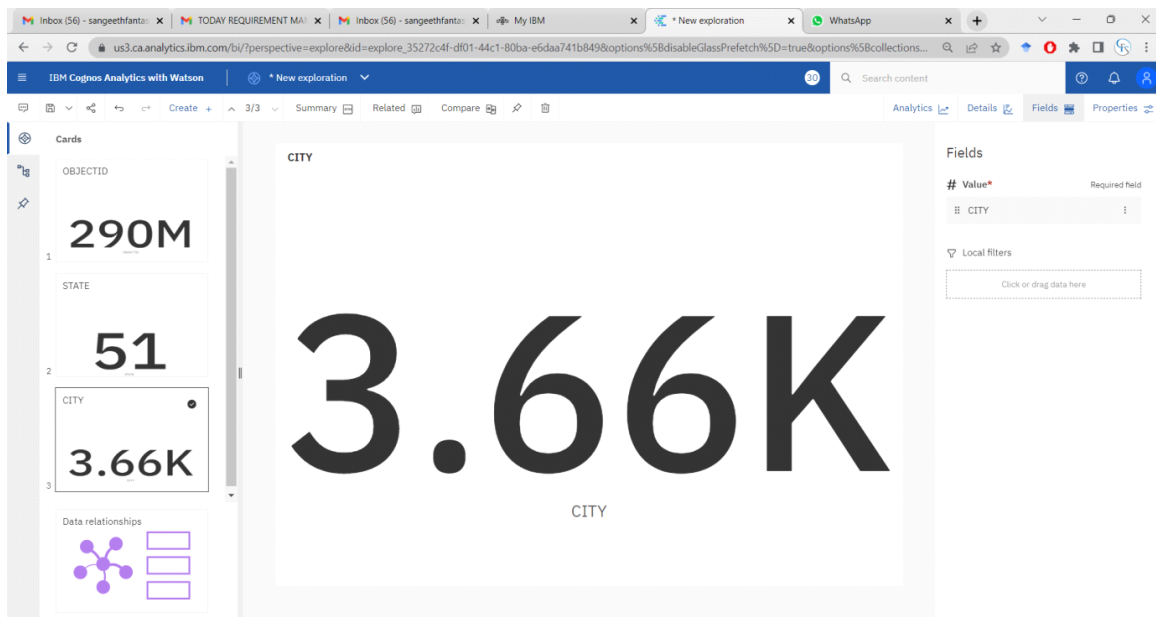 Inbox (56) - sangeethfantas
TODAY REQUIREMENT MAI
Inbox (56) - sangeethfantas
My IBM
* New exploration
WhatsApp
us3.ca.analytics.ibm.com/bi/?perspective=explore&id=explore_35272c4f-df01-44c1-80ba-e6daa741b849&options%5BdisableGlassPrefetch%5D=true&options%5Bcollections...
IBM Cognos Analytics with Watson
* New exploration
30
Search content
Create +
3/3
Summary
Related
Compare
Analytics
Details
Fields
Properties
Cards
OBJECTID
290M
1
STATE
51
2
CITY
3.66K
3
Data relationships
CITY
3.66K
CITY
Fields
# Value*
Required field
CITY
Local filters
Click or drag data here